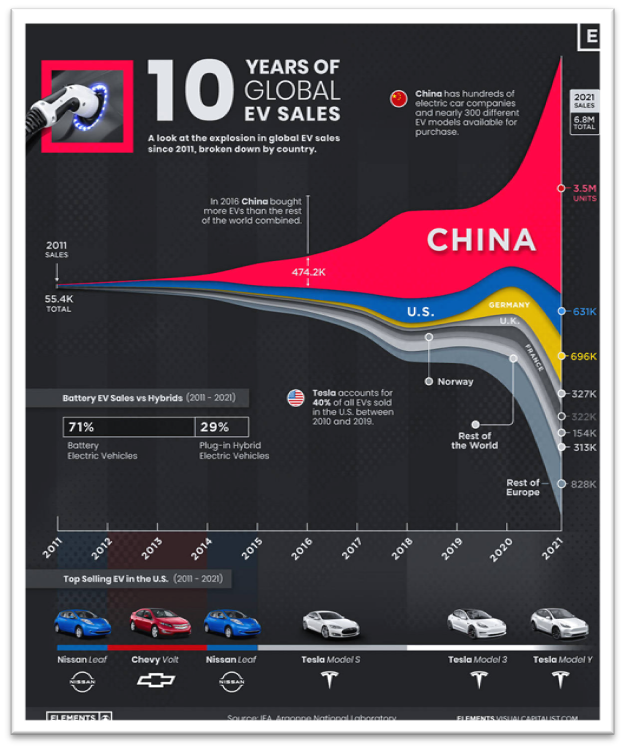 E
10
YEARS OF
GLOBAL
EV SALES
A look at the explosion in global EV sales
since 2011, broken down by country.
China has hundreds of
electric car companies
and nearly 300 different
EV models available for
purchase.
2021
SALES
6.8M
TOTAL
In 2016 China bought
more EVs than the rest
of the world combined.
3.5M
UNITS
2011
SALES
55.4K
TOTAL
474.2K
CHINA
U.S.
GERMANY
U.K.
FRANCE
631K
696K
327K
322K
154K
313K
828K
Norway
Rest of
the World
Rest of
Europe
Battery EV Sales vs Hybrids (2011 - 2021)
71%
29%
Battery
Electric Vehicles
Plug-in Hybrid
Electric Vehicles
Tesla accounts for
40% of all EVs sold
in the U.S. between
2010 and 2019.
2011
2012
2013
2014
2015
2016
2017
2018
2019
2020
2021
Top Selling EV in the U.S. (2011 - 2021)
Nissan Leaf
Chevy Volt
Nissan Leaf
Tesla Model S
Tesla Model 3
Tesla Model Y
NISSAN
NISSAN
ELEMENTS
Source: IEA, Argonne National Laboratory
ELEMENTS.VISUALCAPITALIST.COM